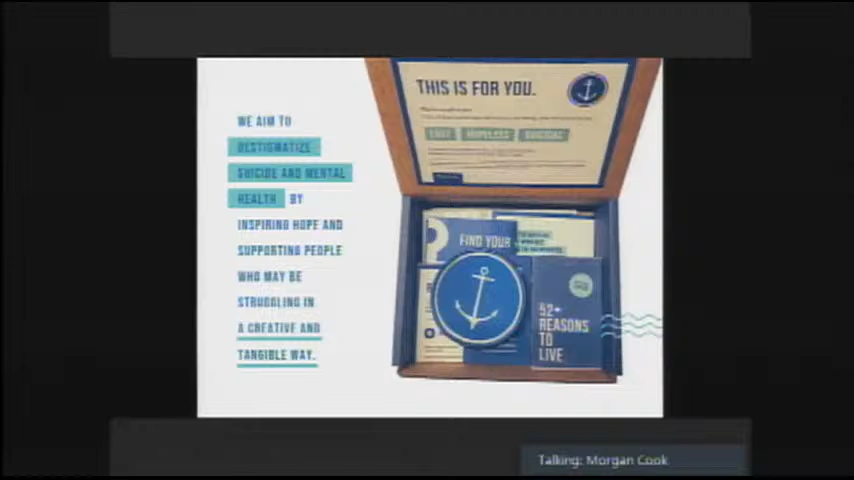 WE AIM TO
DESTIGMATIZE
SUICIDE AND MENTAL
HEALTH BY
INSPIRING HOPE AND
SUPPORTING PEOPLE
WHO MAY BE
STRUGGLING IN
A CREATIVE AND
TANGIBLE WAY.
THIS IS FOR YOU.
LOST HOPELESS SUICIDAL
FIND YOUR
52+
REASONS
TO
LIVE
Talking: Morgan Cook